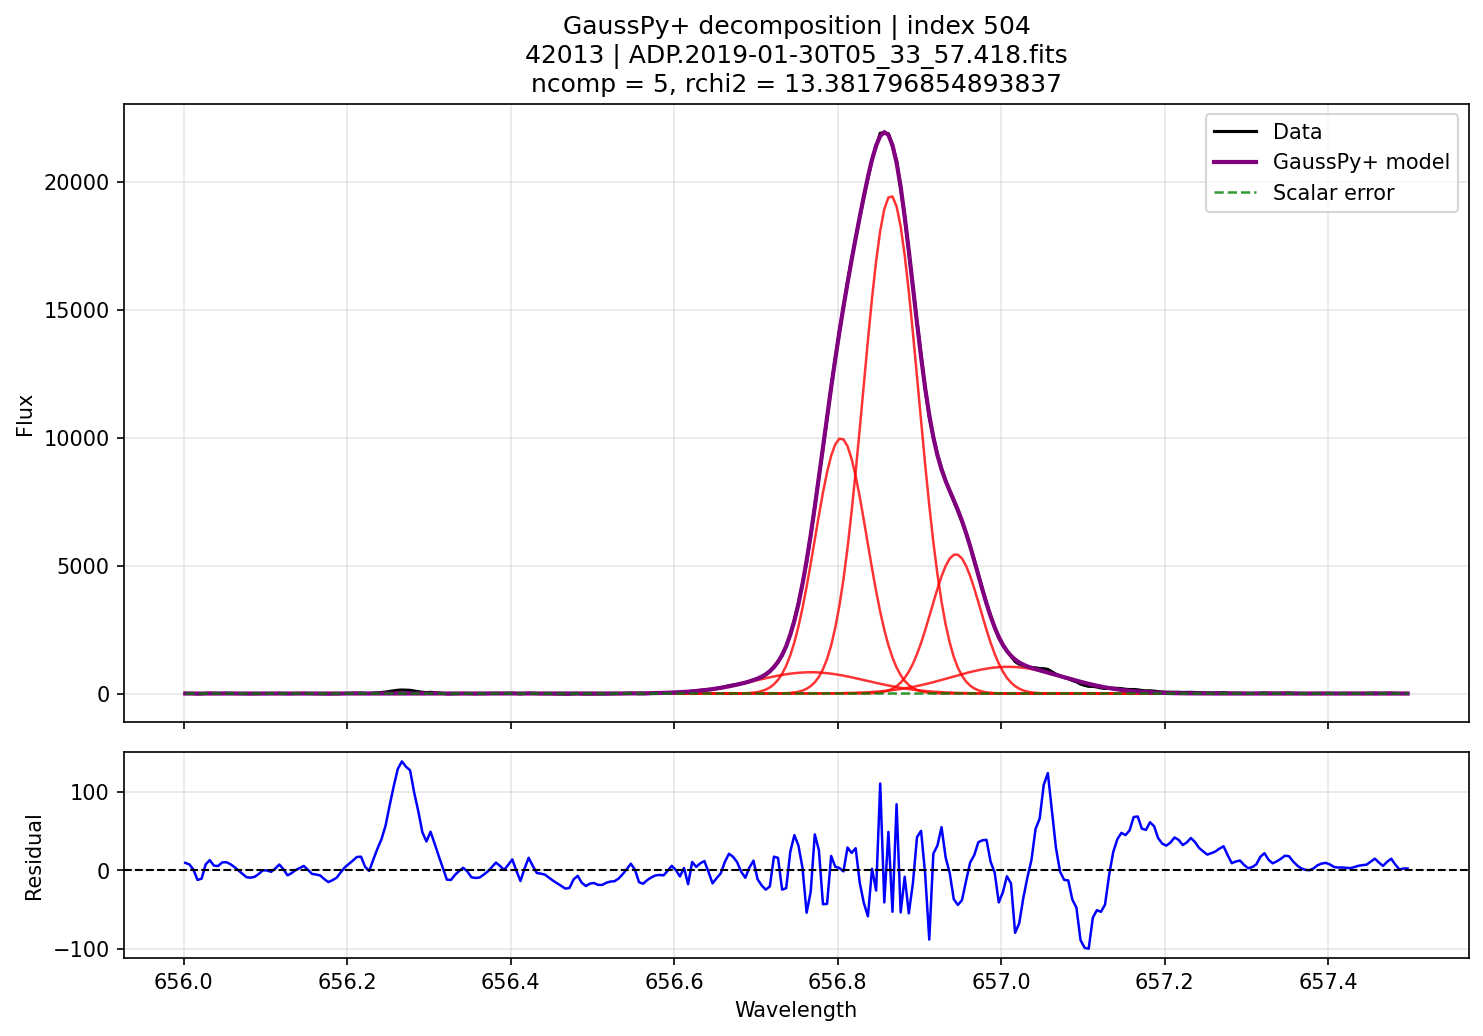 GaussPy+ decomposition | index 504
42013 | ADP.2019-01-30T05_33_57.418.fits
ncomp = 5, rchi2 = 13.381796854893837
Data
GaussPy+ model
Scalar error
Flux
20000
15000
10000
5000
0
Residual
100
0
−100
656.0 656.2 656.4 656.6 656.8 657.0 657.2 657.4
Wavelength